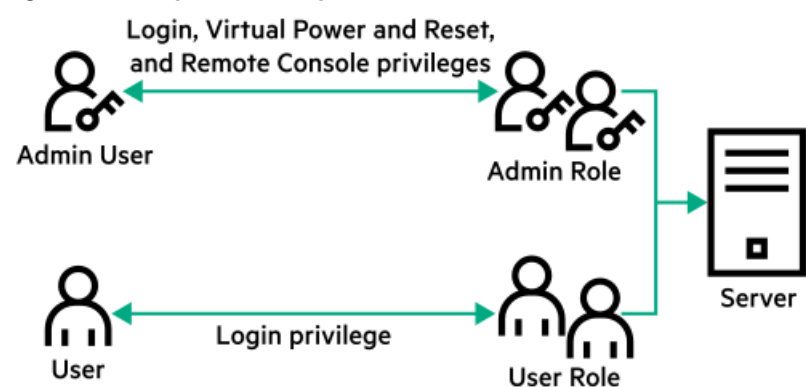 Login, Virtual Power and Reset,
and Remote Console privileges
Admin User
Admin Role
Server
Login privilege
User
User Role